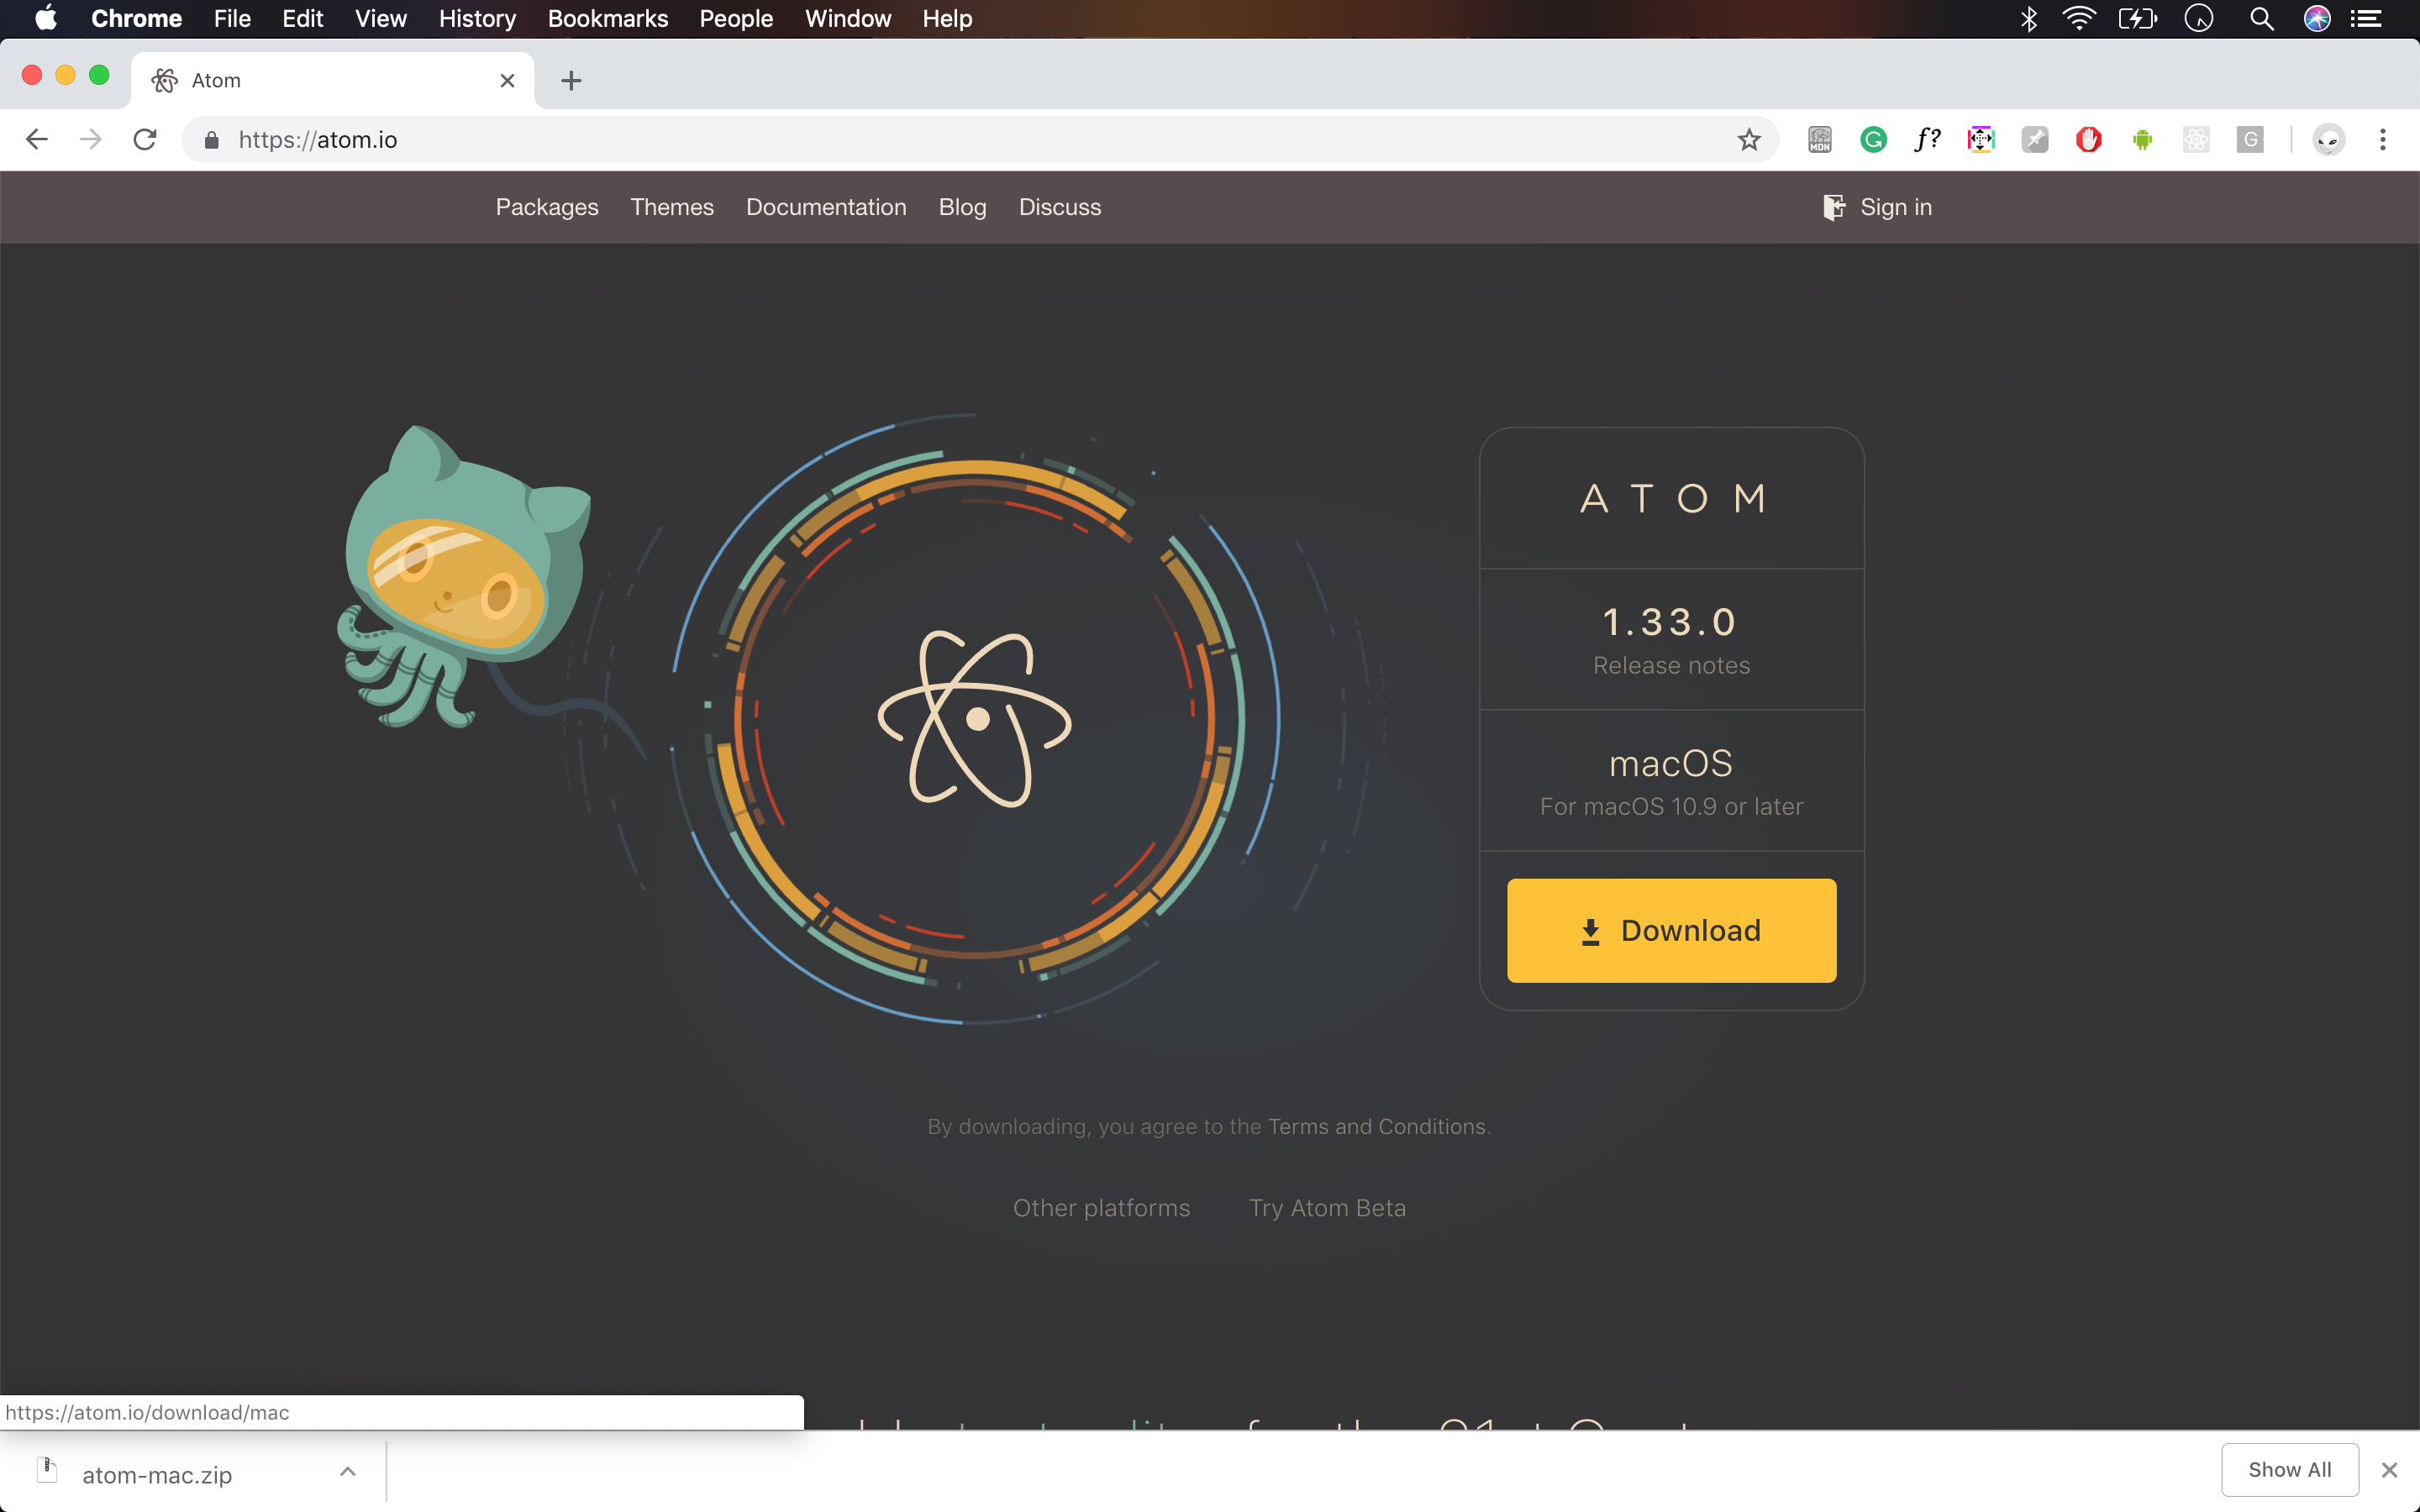 Chrome File Edit View History Bookmarks People Window Help
Atom
https://atom.io
MDN
G
f?
G
Packages Themes Documentation Blog Discuss Sign in
ATOM
1.33.0
Release notes
macOS
For macOS 10.9 or later
Download
By downloading, you agree to the Terms and Conditions.
Other platforms Try Atom Beta
https://atom.io/download/mac
atom-mac.zip Show All